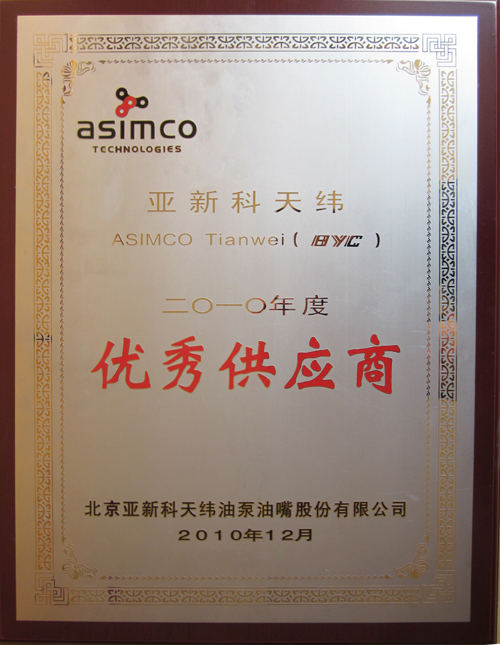 asimco
TECHNOLOGIES
亚新科天纬
ASIMCO Tianwei ( BYC )
二〇一〇年度
优秀供应商
北京亚新科天纬油泵油嘴股份有限公司
2010年12月